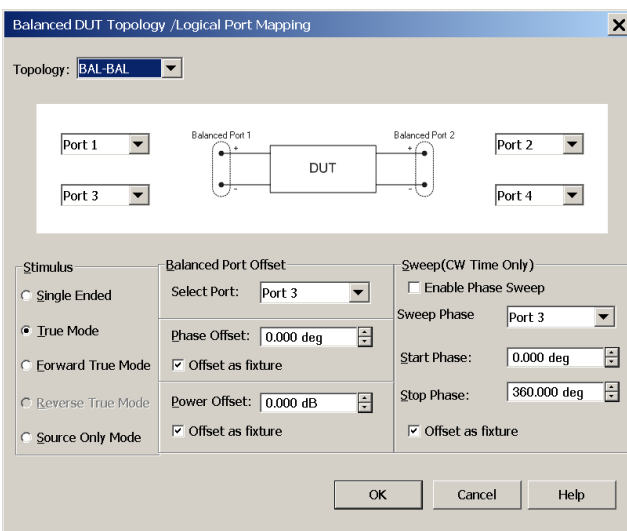 Balanced DUT Topology /Logical Port Mapping
Topology: BAL-BAL
Port 1
Balanced Port 1
Balanced Port 2
Port 2
+
+
DUT
Port 3
-
-
Port 4
Stimulus
Single Ended
True Mode
Forward True Mode
Reverse True Mode
Source Only Mode
Balanced Port Offset
Select Port: Port 3
Phase Offset: 0.000 deg
Offset as fixture
Power Offset: 0.000 dB
Offset as fixture
Sweep(CW Time Only)
Enable Phase Sweep
Sweep Phase Port 3
Start Phase: 0.000 deg
Stop Phase: 360.000 deg
Offset as fixture
OK
Cancel
Help